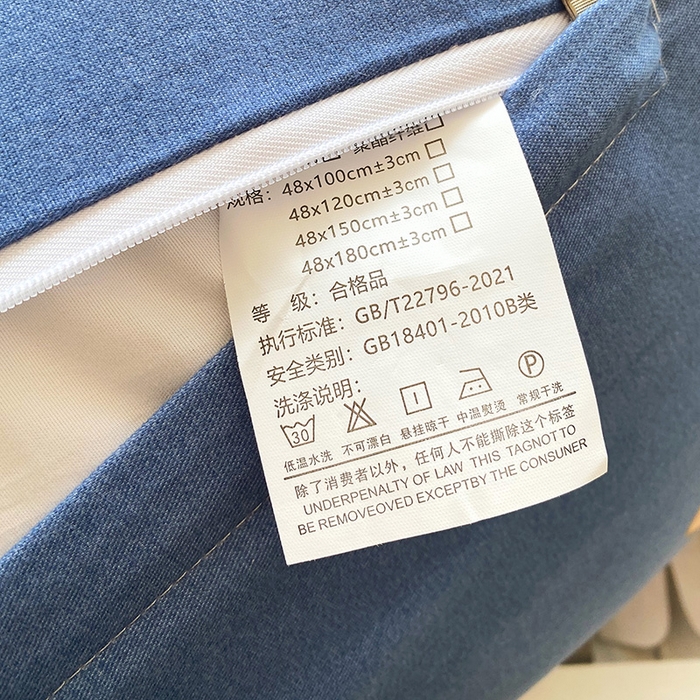 聚酯纤维□
规格：48x100cm±3cm□
48x120cm±3cm□
48x150cm±3cm□
48x180cm±3cm□
等 级：合格品
执行标准：GB/T22796-2021
安全类别：GB18401-2010B类
洗涤说明：
30
P
低温水洗 不可漂白 悬挂晾干 中温熨烫 常规干洗
除了消费者以外，任何人不能撕除这个标签
UNDERPENALTY OF LAW THIS TAGNOT TO
BE REMOVEOVED EXCEPTBY THE CONSUNER